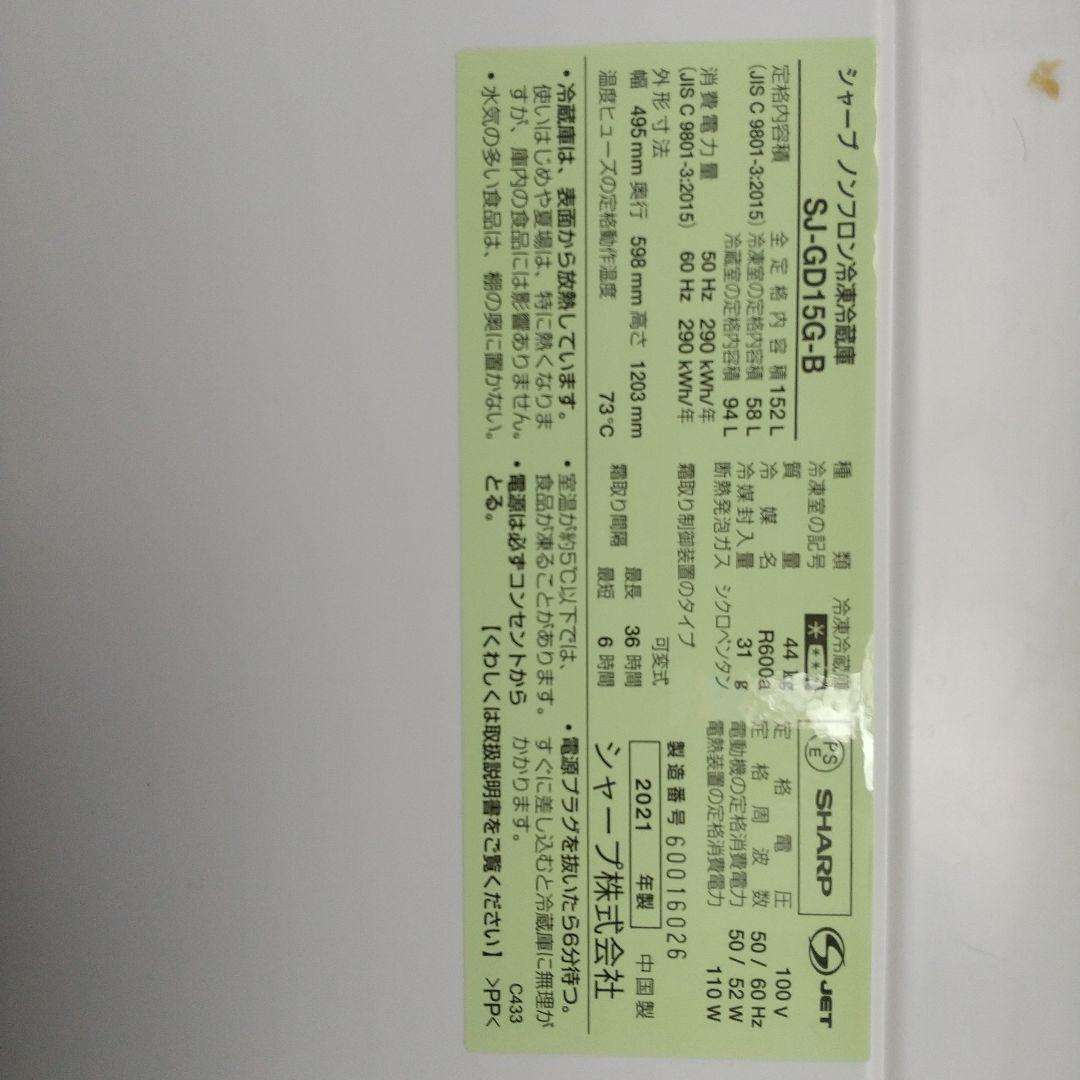 シャープ ノンフロン冷凍冷蔵庫
SJ-GD15G-B
定格内容積 全定格内容積 152 L
(JIS C 9801-3:2015) 冷凍室の定格内容積 58 L
冷蔵室の定格内容積 94 L
消費電力量 50 Hz 290 kWh/年
(JIS C 9801-3:2015) 60 Hz 290 kWh/年
外形寸法
幅 495 mm 奥行 598 mm 高さ 1203 mm
温度ヒューズの定格動作温度 73℃
種類 冷凍冷蔵庫
冷凍室の記号
質量 44 kg
冷媒名 R600a
冷媒封入量 31 g
断熱発泡ガス シクロペンタン
霜取り制御装置のタイプ
可変式
霜取り間隔 最長 36 時間
最短 6 時間
PS
E
SHARP
JET
定格電圧 100 V
定格周波数 50 / 60 Hz
電動機の定格消費電力 50 / 52 W
電熱装置の定格消費電力 110 W
製造番号 60016026
2021 年製 中国製
シャープ株式会社
・冷蔵庫は、表面から放熱しています。
使いはじめや夏場は、特に熱くなりま
すが、庫内の食品には影響ありません。
・水気の多い食品は、棚の奥に置かない。
・室温が約5℃以下では、
食品が凍ることがあります。
・電源は必ずコンセントから
とる。
・電源プラグを抜いたら6分待つ。
すぐに差し込むと冷蔵庫に無理が
かかります。
【くわしくは取扱説明書をご覧ください】
C433
>PP<